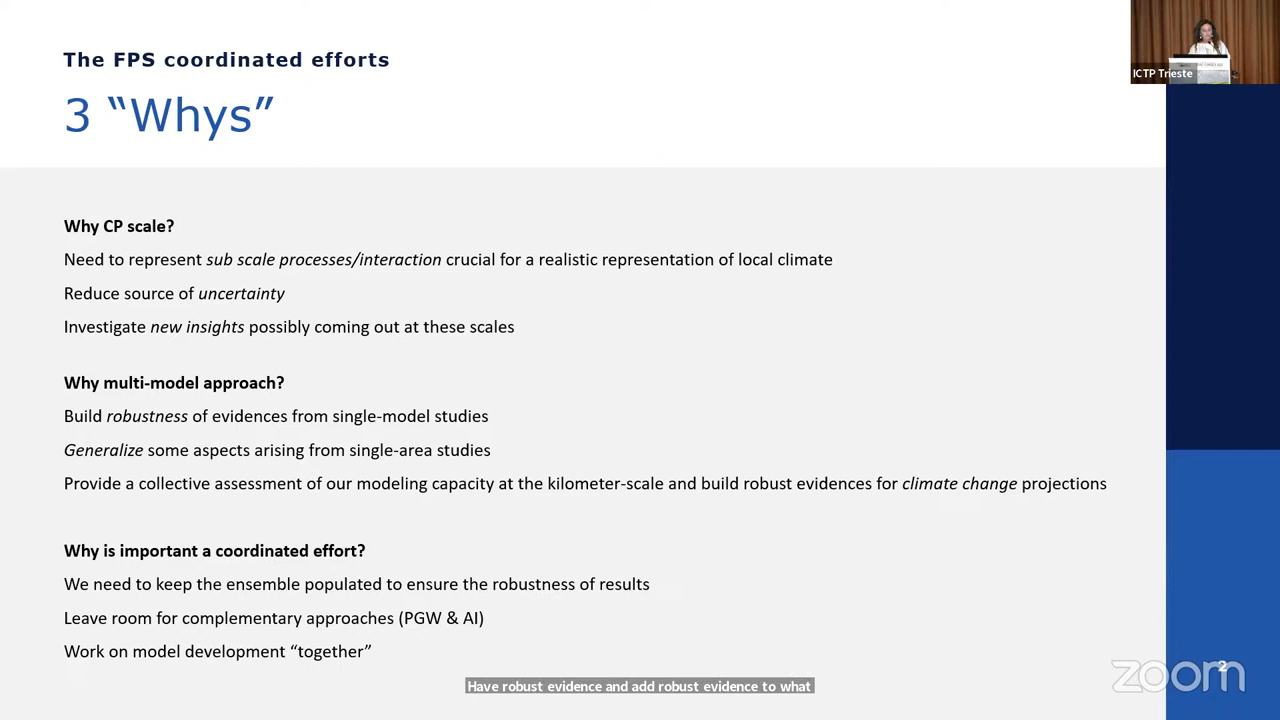 The FPS coordinated efforts
ICTP Trieste
3 “Whys”
Why CP scale?
Need to represent sub scale processes/interaction crucial for a realistic representation of local climate
Reduce source of uncertainty
Investigate new insights possibly coming out at these scales
Why multi-model approach?
Build robustness of evidences from single-model studies
Generalize some aspects arising from single-area studies
Provide a collective assessment of our modeling capacity at the kilometer-scale and build robust evidences for climate change projections
Why is important a coordinated effort?
We need to keep the ensemble populated to ensure the robustness of results
Leave room for complementary approaches (PGW & AI)
Work on model development “together”
2
zoom
Have robust evidence and add robust evidence to what